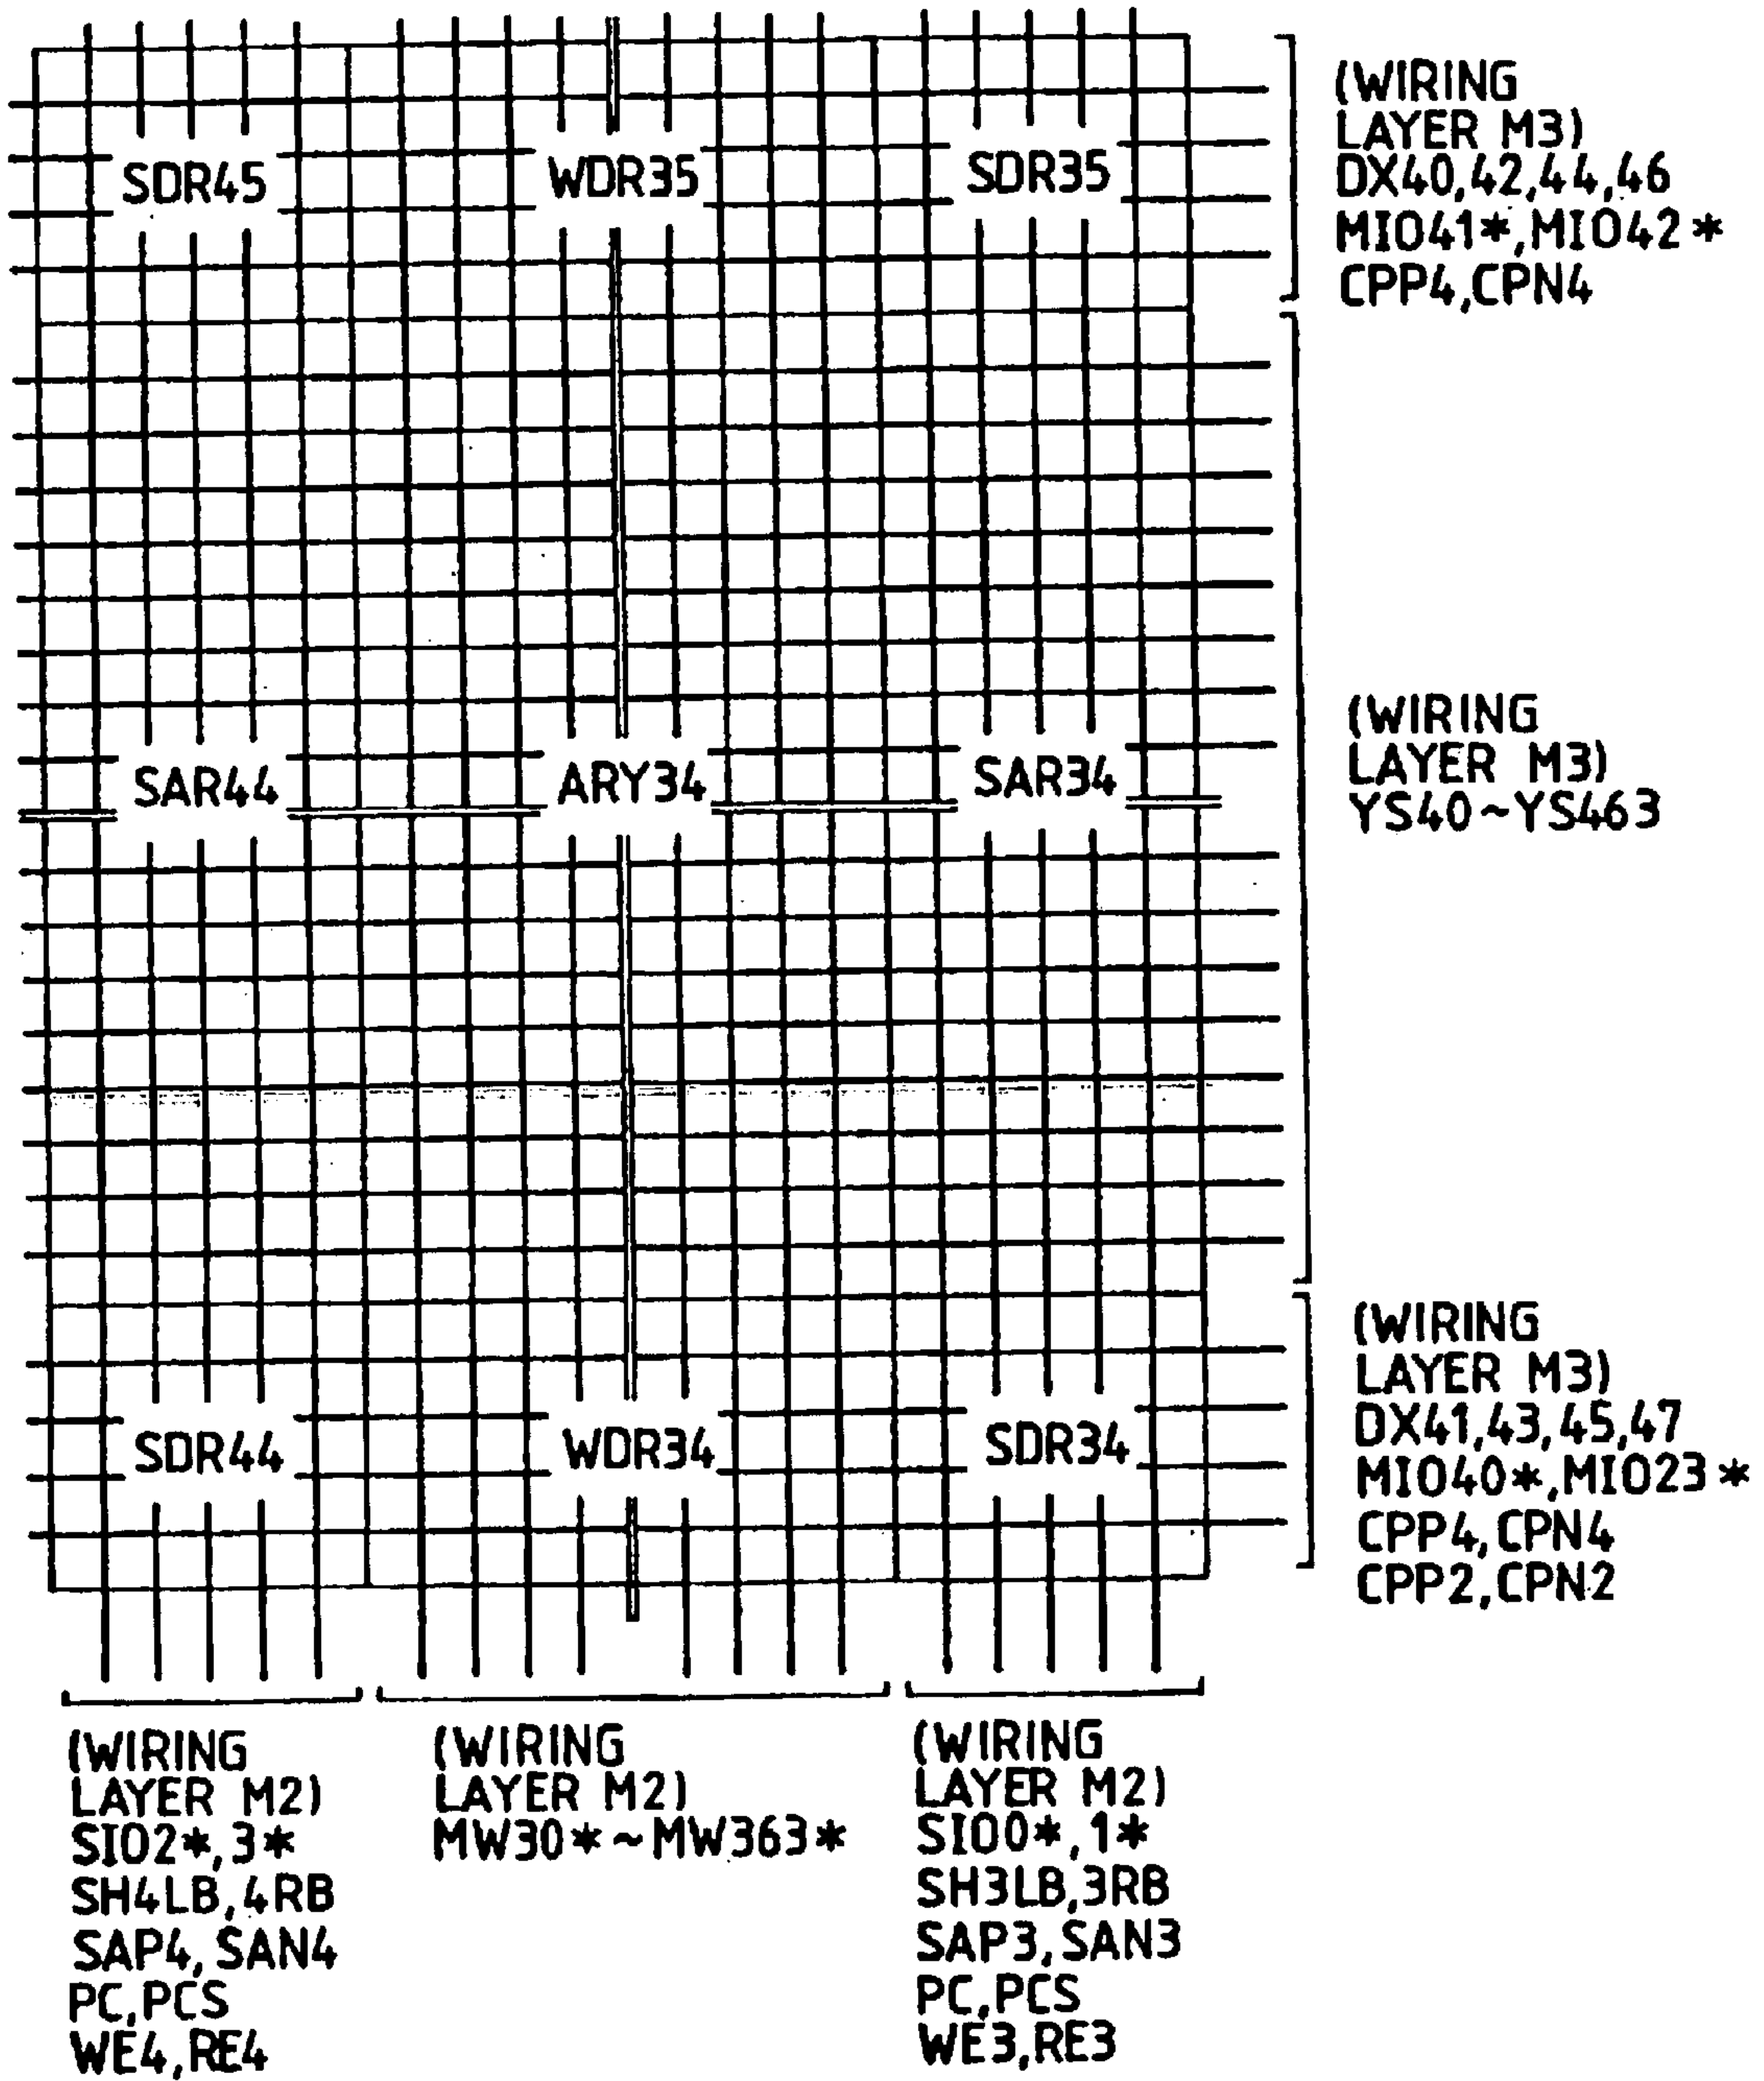 (WIRING
LAYER M3)
DX40,42,44,46
MIO41*,MIO42*
CPP4,CPN4
SDR45
WDR35
SDR35
(WIRING
LAYER M3)
YS40~YS463
SAR44
ARY34
SAR34
(WIRING
LAYER M3)
DX41,43,45,47
MIO40*,MIO23*
CPP4,CPN4
CPP2,CPN2
SDR44
WDR34
SDR34
(WIRING
LAYER M2)
SIO2*,3*
SH4LB,4RB
SAP4,SAN4
PC,PCS
WE4,RE4
(WIRING
LAYER M2)
MW30*~MW363*
(WIRING
LAYER M2)
SIO0*,1*
SH3LB,3RB
SAP3,SAN3
PC,PCS
WE3,RE3